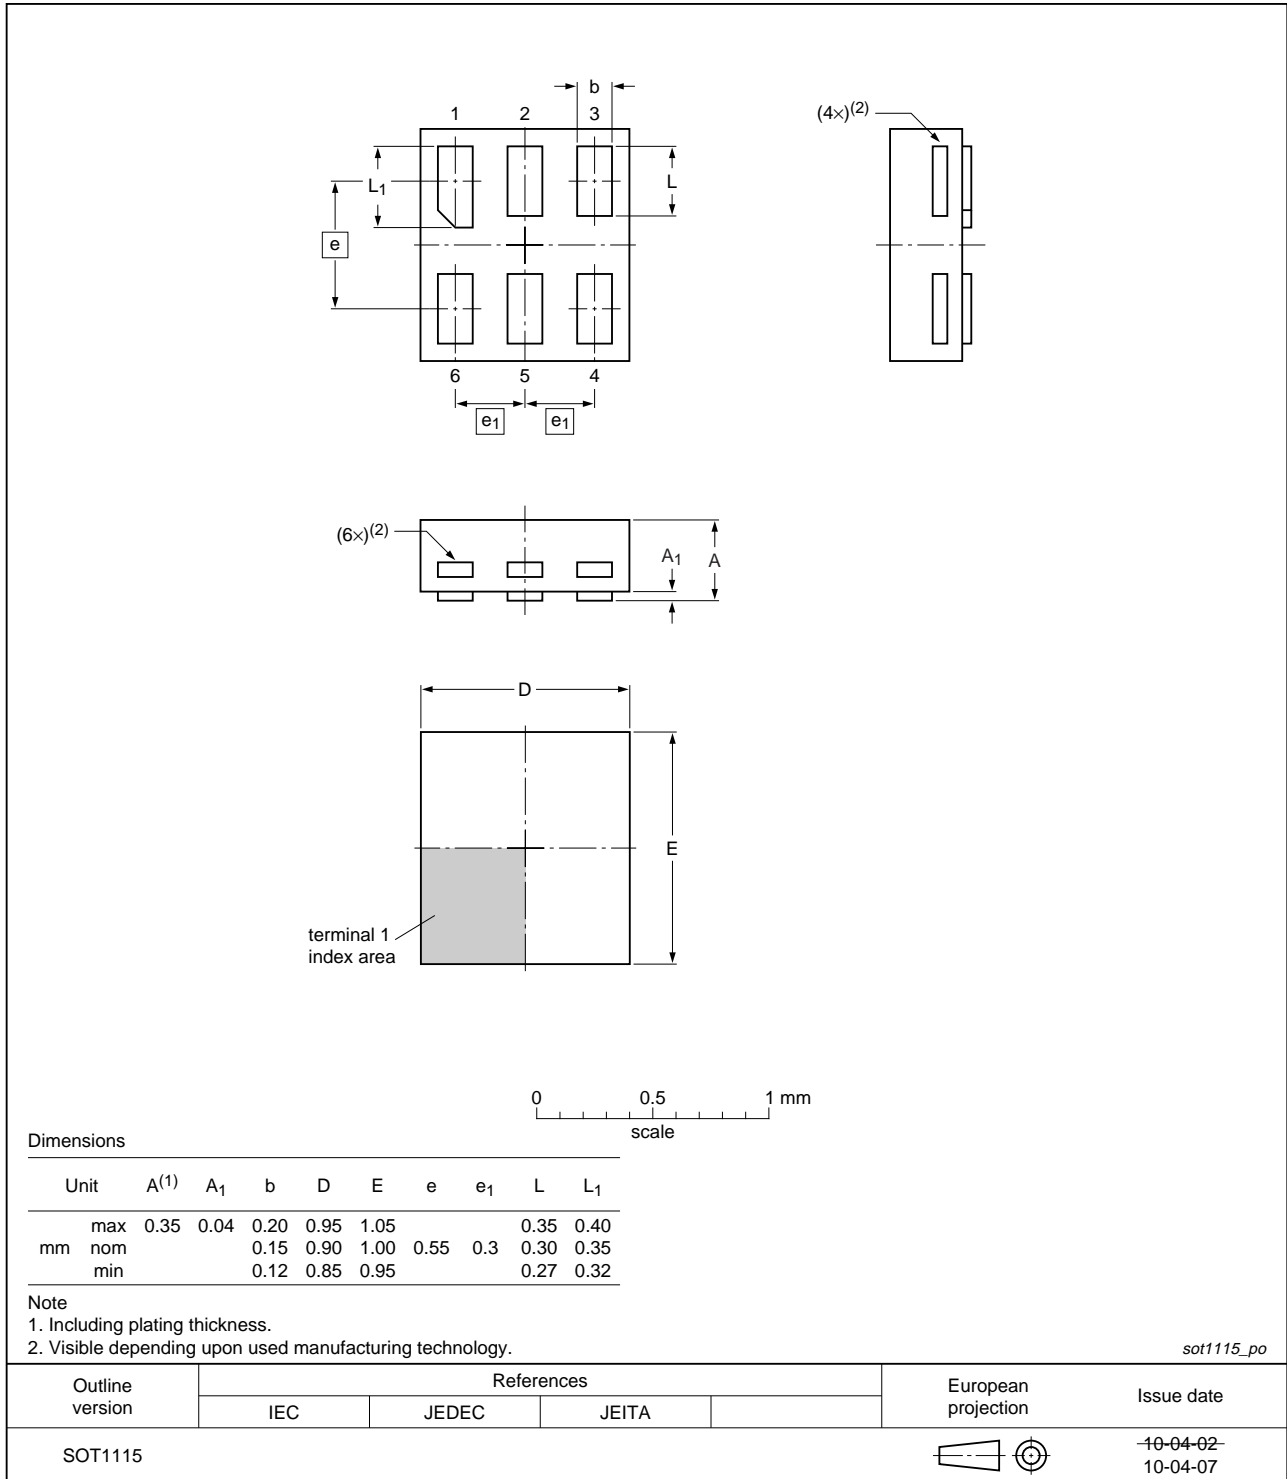 b
1 2 3
(4×)(2)
L1
L
e
6 5 4
e1 e1
(6×)(2)
A1 A
D
E
terminal 1
index area
0 0.5 1 mm
scale
Dimensions
Unit A(1) A1 b D E e e1 L L1
max 0.35 0.04 0.20 0.95 1.05 0.35 0.40
mm nom 0.15 0.90 1.00 0.55 0.3 0.30 0.35
min 0.12 0.85 0.95 0.27 0.32
Note
1. Including plating thickness.
2. Visible depending upon used manufacturing technology.
sot1115_po
Outline
version
References
IEC JEDEC JEITA
European
projection
Issue date
SOT1115
10-04-02
10-04-07